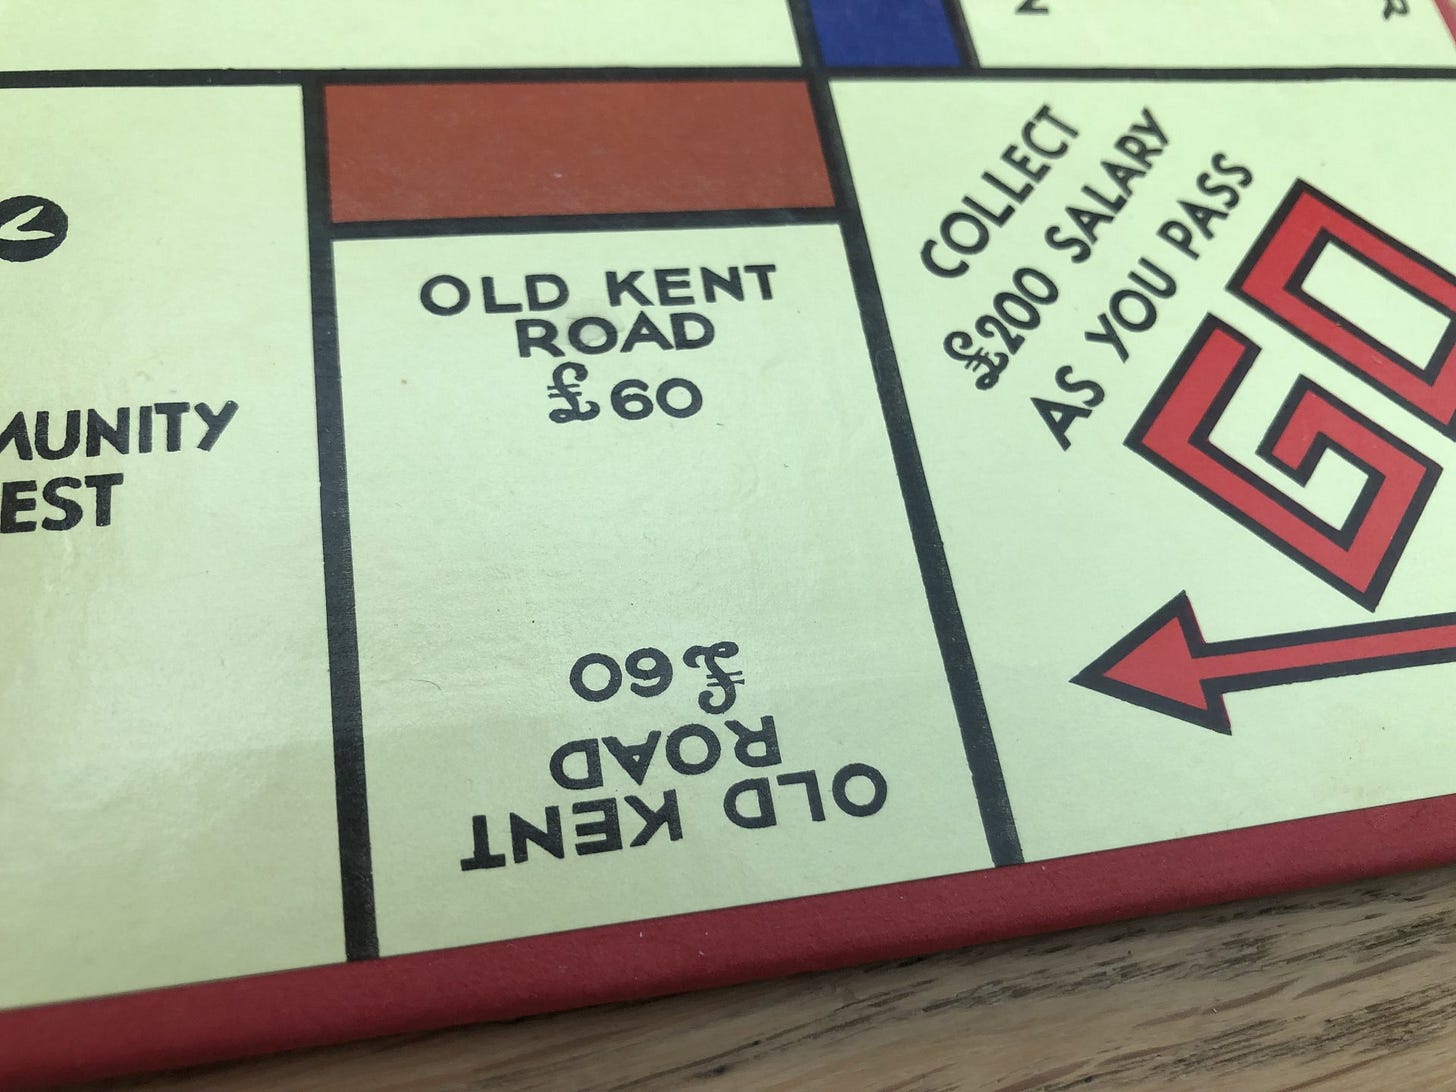 MUNITY
EST
OLD KENT
ROAD
£60
£60
ROAD
OLD KENT
COLLECT
£200 SALARY
AS YOU PASS
GO